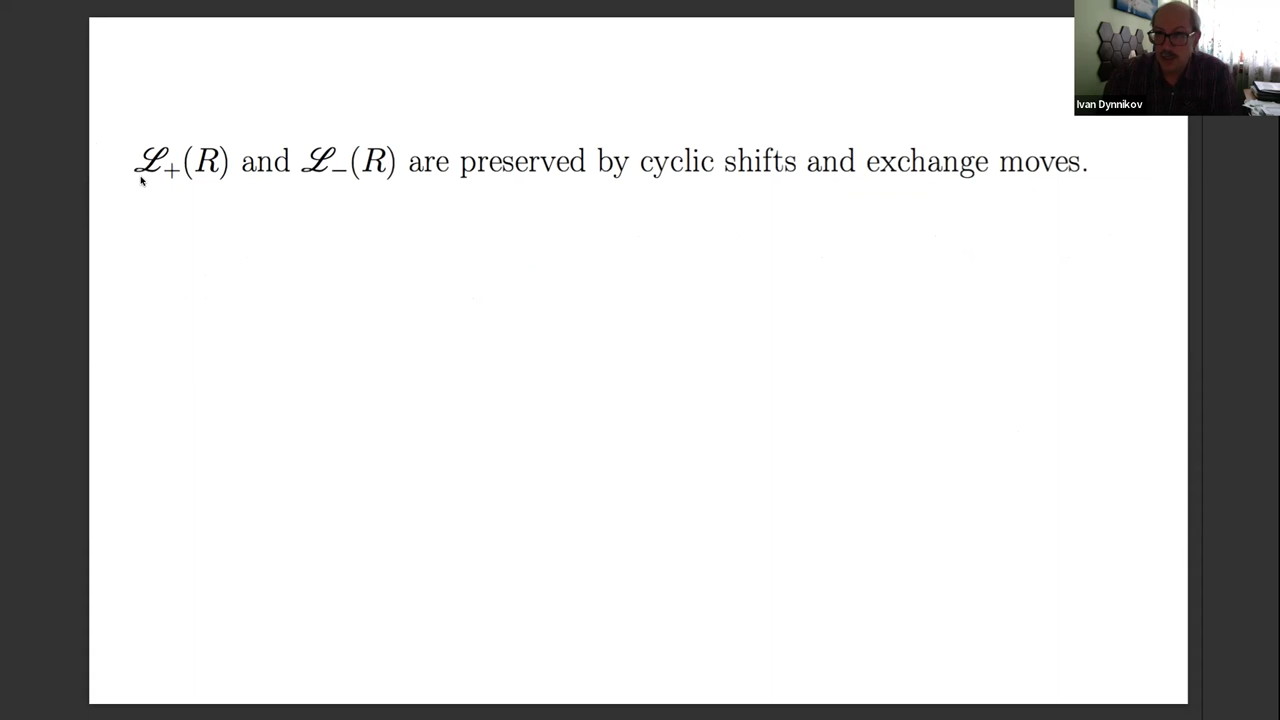 Ivan Dynnikov
ℒ₊(R) and ℒ₋(R) are preserved by cyclic shifts and exchange moves.